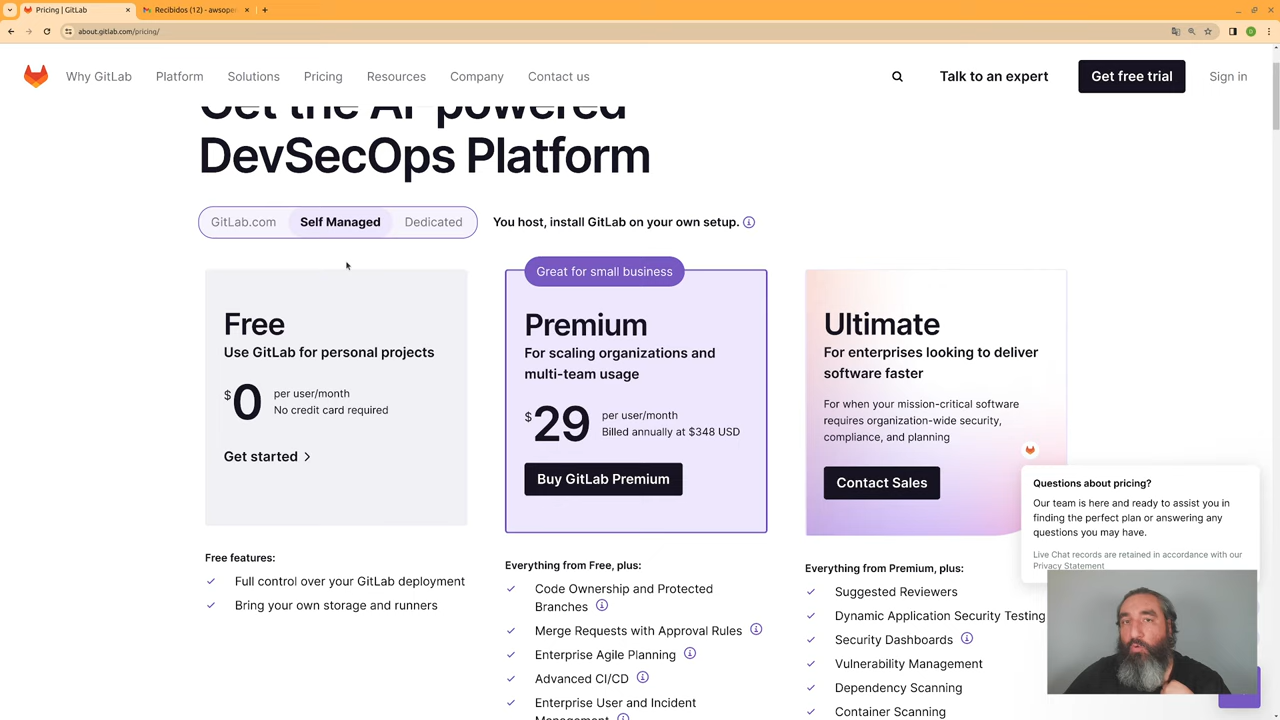 Pricing | GitLab
Recibidos (12) - awsope
about.gitlab.com/pricing/
Why GitLab
Platform
Solutions
Pricing
Resources
Company
Contact us
Talk to an expert
Get free trial
Sign in
Get the AI-powered
DevSecOps Platform
GitLab.com
Self Managed
Dedicated
You host, install GitLab on your own setup.
Free
Use GitLab for personal projects
$0
per user/month
No credit card required
Get started
Free features:
Full control over your GitLab deployment
Bring your own storage and runners
Great for small business
Premium
For scaling organizations and
multi-team usage
$29
per user/month
Billed annually at $348 USD
Buy GitLab Premium
Everything from Free, plus:
Code Ownership and Protected
Branches
Merge Requests with Approval Rules
Enterprise Agile Planning
Advanced CI/CD
Enterprise User and Incident
Management
Ultimate
For enterprises looking to deliver
software faster
For when your mission-critical software
requires organization-wide security,
compliance, and planning
Contact Sales
Everything from Premium, plus:
Suggested Reviewers
Dynamic Application Security Testing
Security Dashboards
Vulnerability Management
Dependency Scanning
Container Scanning
Questions about pricing?
Our team is here and ready to assist you in
finding the perfect plan or answering any
questions you may have.
Live Chat records are retained in accordance with our
Privacy Statement